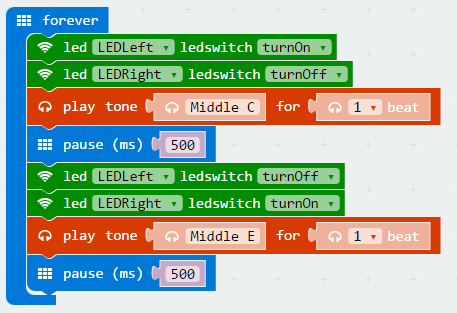 forever
led LEDLeft ledswitch turnOn
led LEDRight ledswitch turnOff
play tone Middle C for 1 beat
pause (ms) 500
led LEDLeft ledswitch turnOff
led LEDRight ledswitch turnOn
play tone Middle E for 1 beat
pause (ms) 500